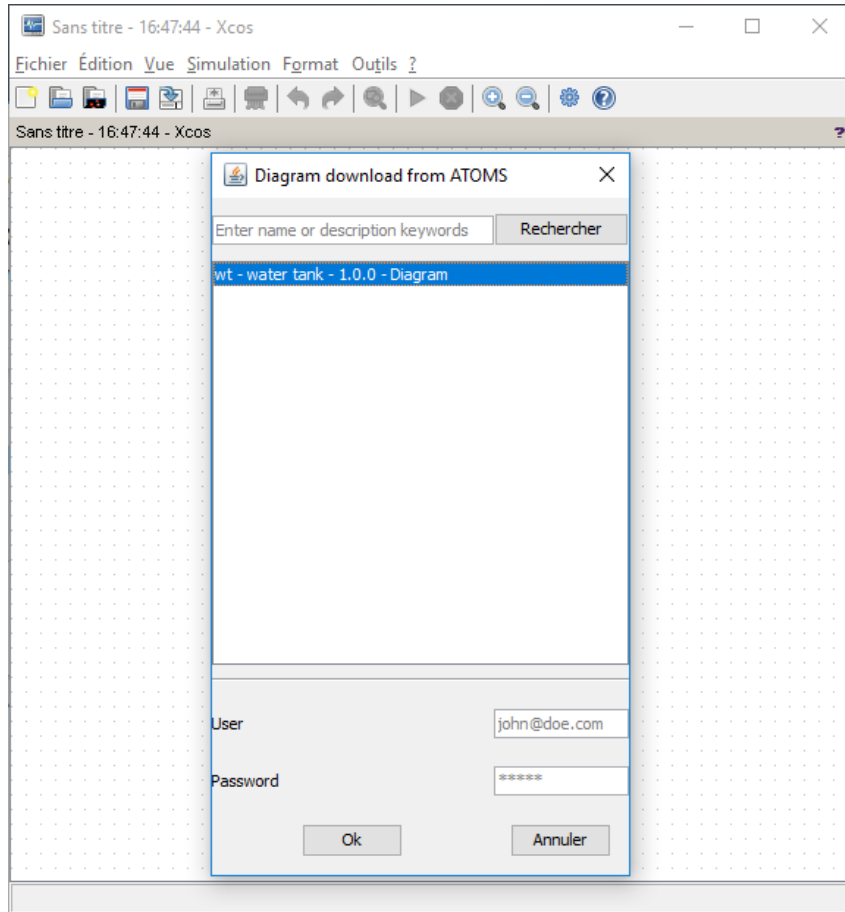 Sans titre - 16:47:44 - Xcos
Fichier Édition Vue Simulation Format Outils ?
Sans titre - 16:47:44 - Xcos ?
Diagram download from ATOMS
Enter name or description keywords Rechercher
wt - water tank - 1.0.0 - Diagram
User john@doe.com
Password *****
Ok Annuler